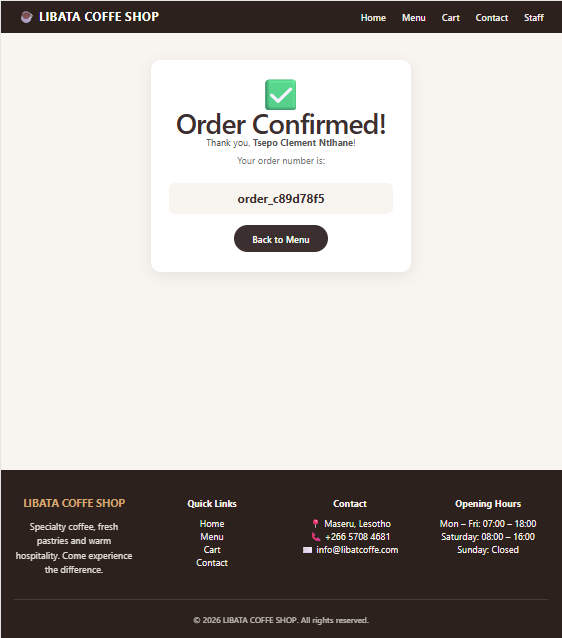 LIBATA COFFE SHOP
Home Menu Cart Contact Staff
Order Confirmed!
Thank you, Tsepo Clement Ntlhane!
Your order number is:
order_c89d78f5
Back to Menu
LIBATA COFFE SHOP
Specialty coffee, fresh
pastries and warm
hospitality. Come experience
the difference.
Quick Links
Home
Menu
Cart
Contact
Contact
Maseru, Lesotho
+266 5708 4681
info@libatcoffe.com
Opening Hours
Mon – Fri: 07:00 – 18:00
Saturday: 08:00 – 16:00
Sunday: Closed
© 2026 LIBATA COFFE SHOP. All rights reserved.